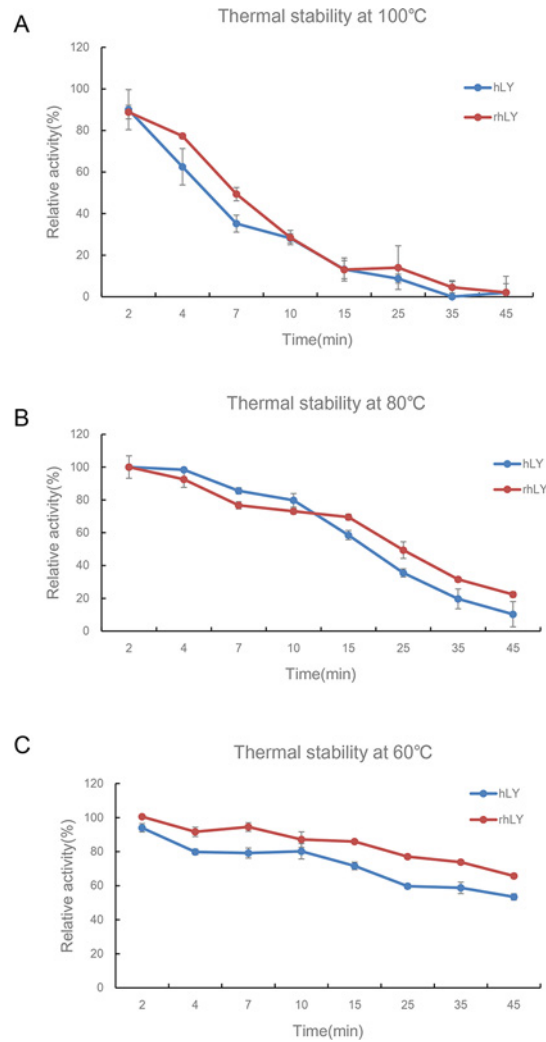 A
Thermal stability at 100℃
Relative activity(%)
120
100
80
60
40
20
0
hLY
rhLY
2 4 7 10 15 25 35 45
Time(min)
B
Thermal stability at 80℃
Relative activity(%)
120
100
80
60
40
20
0
hLY
rhLY
2 4 7 10 15 25 35 45
Time(min)
C
Thermal stability at 60℃
Relative activity(%)
120
100
80
60
40
20
0
hLY
rhLY
2 4 7 10 15 25 35 45
Time(min)